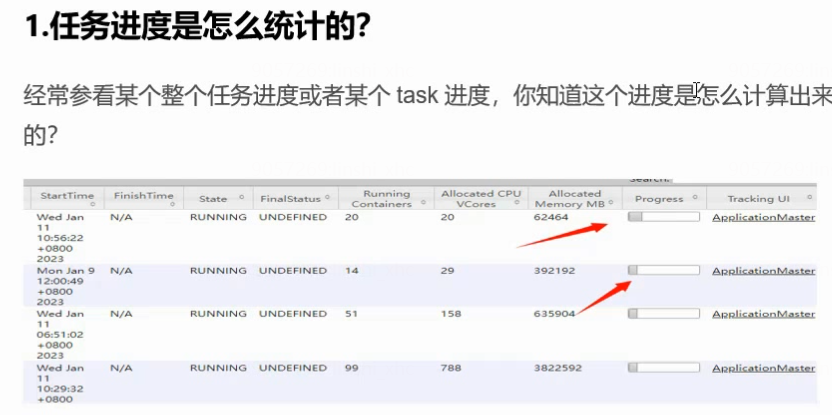 1.任务进度是怎么统计的?
经常参看某个整个任务进度或者某个 task 进度，你知道这个进度是怎么计算出来
的?
Search:
StartTime FinishTime State FinalStatus Running Containers Allocated CPU VCores Allocated Memory MB Progress Tracking UI
Wed Jan 11 10:56:22 +0800 2023 N/A RUNNING UNDEFINED 20 20 62464 ApplicationMaster
Mon Jan 9 12:00:49 +0800 2023 N/A RUNNING UNDEFINED 14 29 392192 ApplicationMaster
Wed Jan 11 06:51:02 +0800 2023 N/A RUNNING UNDEFINED 51 158 635904 ApplicationMaster
Wed Jan 11 10:29:32 +0800 N/A RUNNING UNDEFINED 99 788 3822592 ApplicationMaster